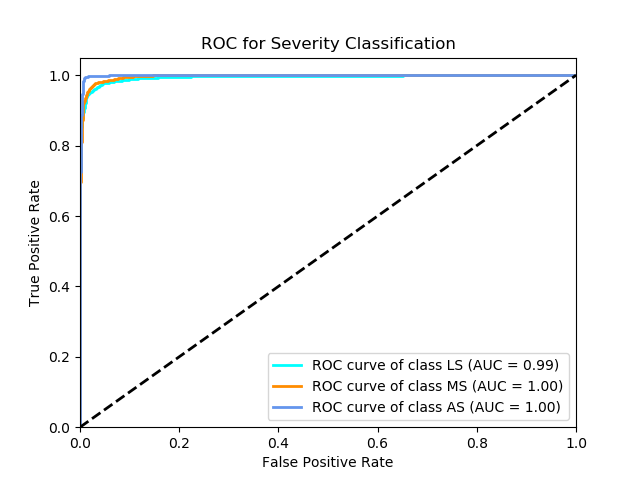 ROC for Severity Classification
True Positive Rate
1.0
0.8
0.6
0.4
0.2
0.0
ROC curve of class LS (AUC = 0.99)
ROC curve of class MS (AUC = 1.00)
ROC curve of class AS (AUC = 1.00)
0.0 0.2 0.4 0.6 0.8 1.0
False Positive Rate